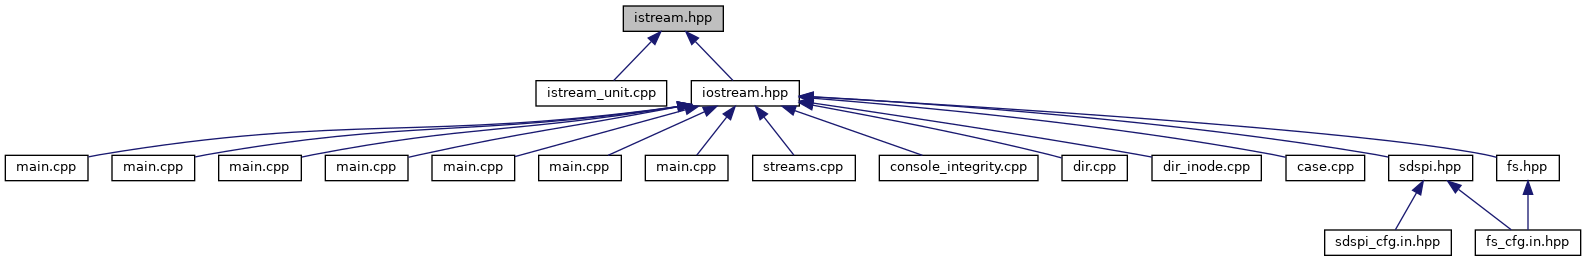 istream.hpp
istream_unit.cpp
iostream.hpp
main.cpp
main.cpp
main.cpp
main.cpp
main.cpp
main.cpp
main.cpp
streams.cpp
console_integrity.cpp
dir.cpp
dir_inode.cpp
case.cpp
sdspi.hpp
fs.hpp
sdspi_cfg.in.hpp
fs_cfg.in.hpp